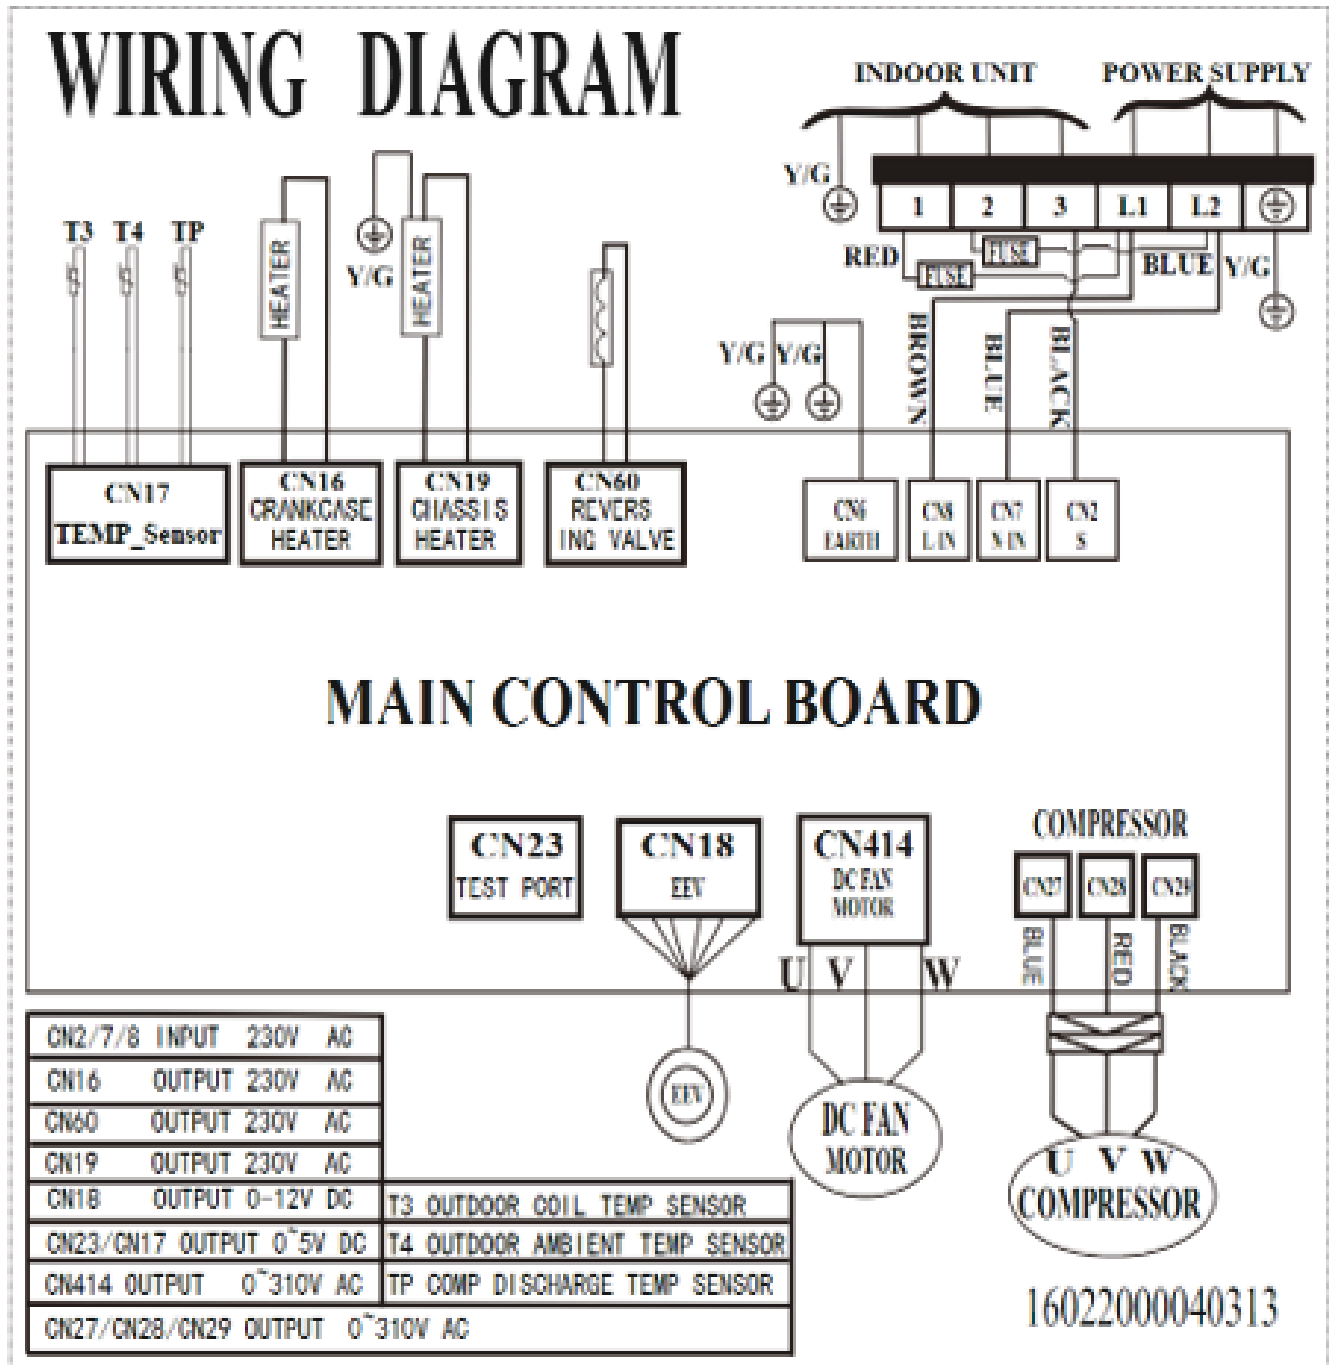 WIRING DIAGRAM
INDOOR UNIT
POWER SUPPLY
Y/G
1 2 3 L1 L2
RED
FUSE
FUSE
BLUE
Y/G
T3 T4 TP
HEATER
Y/G
HEATER
Y/G Y/G
BROWN
BLUE
BLACK
CN17
TEMP_Sensor
CN16
CRANKCASE
HEATER
CN19
CHASSIS
HEATER
CN60
REVERS
ING VALVE
CN6
EARTH
CN8
L IN
CN7
N IN
CN2
S
MAIN CONTROL BOARD
CN23
TEST PORT
CN18
EEV
CN414
DC FAN
MOTOR
COMPRESSOR
CN27 CN28 CN29
BLUE
RED
BLACK
U V W
EEV
DC FAN
MOTOR
U V W
COMPRESSOR
CN2/7/8 INPUT 230V AC
CN16 OUTPUT 230V AC
CN60 OUTPUT 230V AC
CN19 OUTPUT 230V AC
CN18 OUTPUT 0-12V DC
CN23/CN17 OUTPUT 0~5V DC
CN414 OUTPUT 0~310V AC
CN27/CN28/CN29 OUTPUT 0~310V AC
T3 OUTDOOR COIL TEMP SENSOR
T4 OUTDOOR AMBIENT TEMP SENSOR
TP COMP DISCHARGE TEMP SENSOR
16022000040313